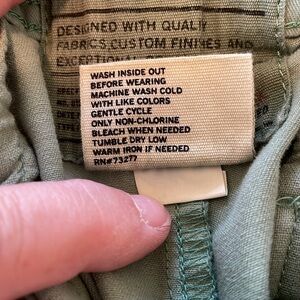 DESIGNED WITH QUALITY
FABRICS, CUSTOM FINISHES AND
WASH INSIDE OUT
BEFORE WEARING
MACHINE WASH COLD
WITH LIKE COLORS
GENTLE CYCLE
ONLY NON-CHLORINE
BLEACH WHEN NEEDED
TUMBLE DRY LOW
WARM IRON IF NEEDED
RN#73277